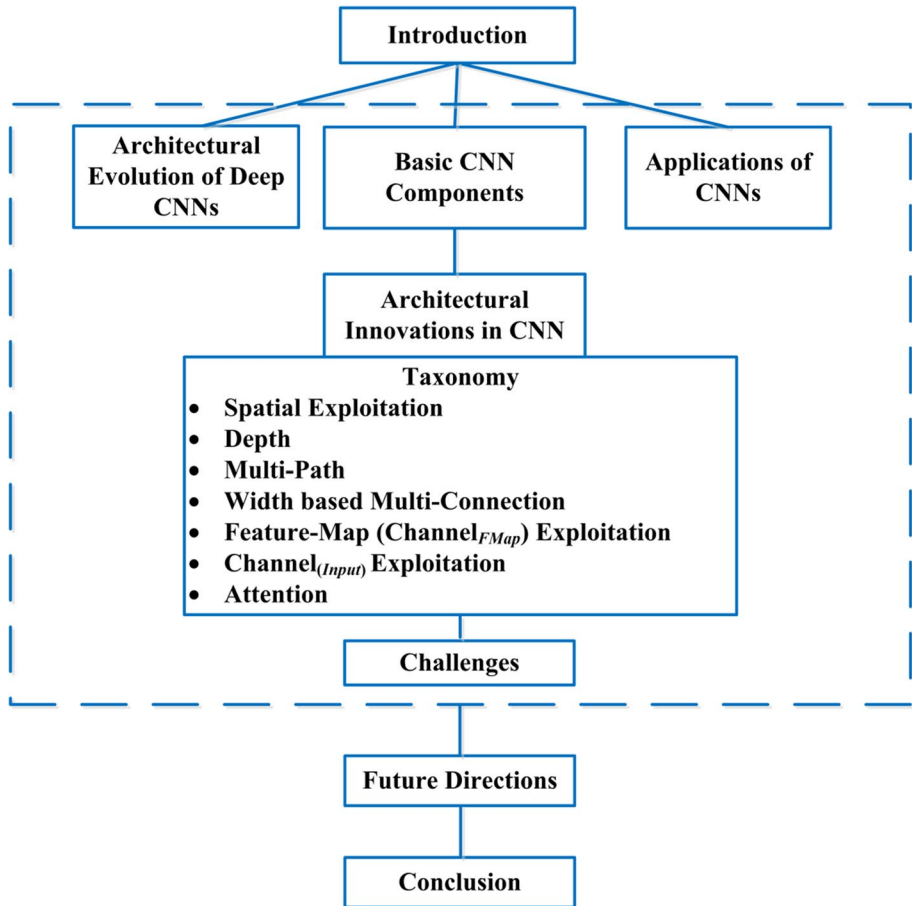 Introduction
Architectural
Evolution of Deep
CNNs
Basic CNN
Components
Applications of
CNNs
Architectural
Innovations in CNN
Taxonomy
• Spatial Exploitation
• Depth
• Multi-Path
• Width based Multi-Connection
• Feature-Map (ChannelFMap) Exploitation
• Channel(Input) Exploitation
• Attention
Challenges
Future Directions
Conclusion